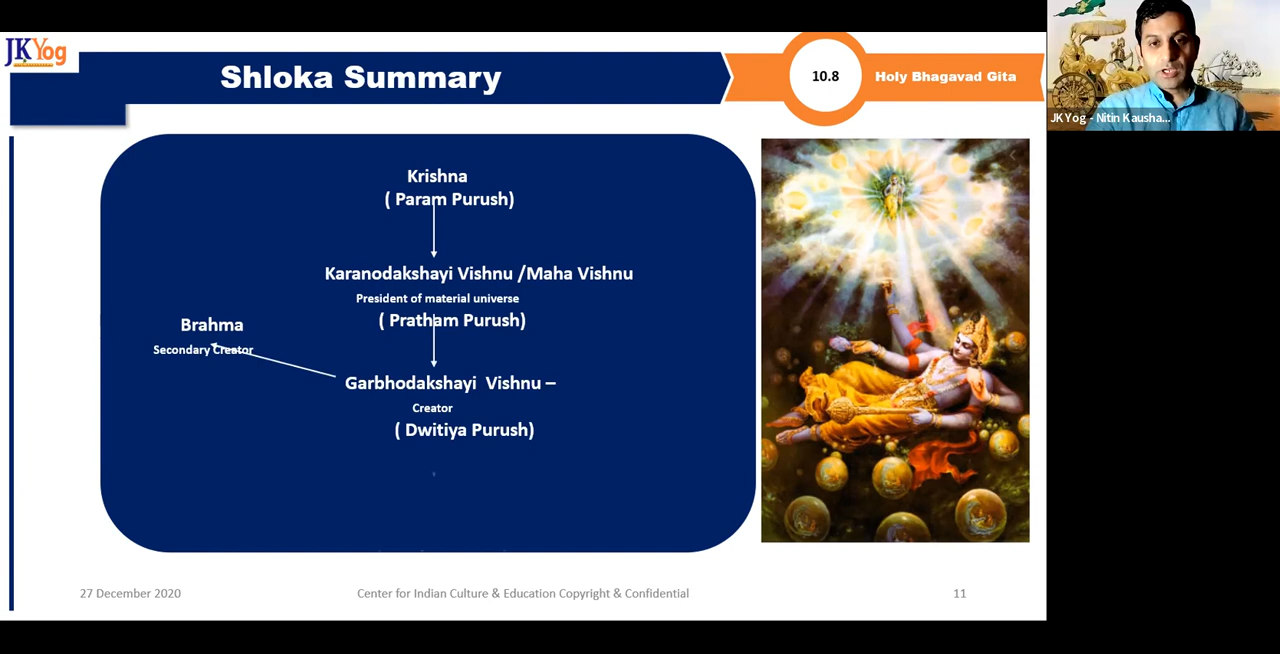 JKYog
Shloka Summary
10.8
Holy Bhagavad Gita
JKYog - Nitin Kausha...
Krishna
( Param Purush)
Karanodakshayi Vishnu /Maha Vishnu
President of material universe
( Pratham Purush)
Brahma
Secondary Creator
Garbhodakshayi Vishnu –
Creator
( Dwitiya Purush)
27 December 2020
Center for Indian Culture & Education Copyright & Confidential
11